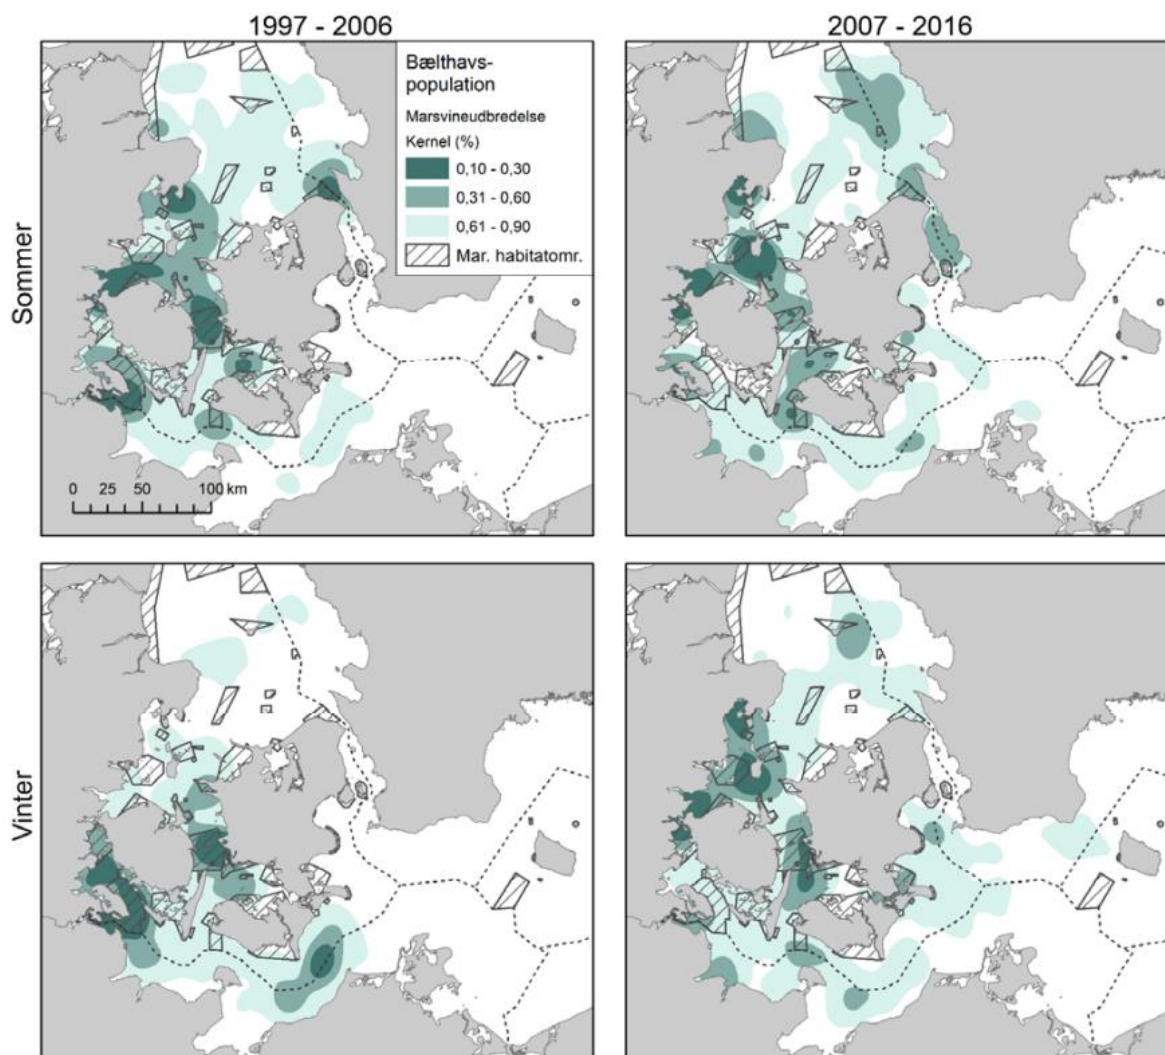 1997 - 2006
2007 - 2016
Sommer
Bælthavs-
population
Marsvineudbredelse
Kernel (%)
0,10 - 0,30
0,31 - 0,60
0,61 - 0,90
Mar. habitatomr.
0 25 50 100 km
Vinter